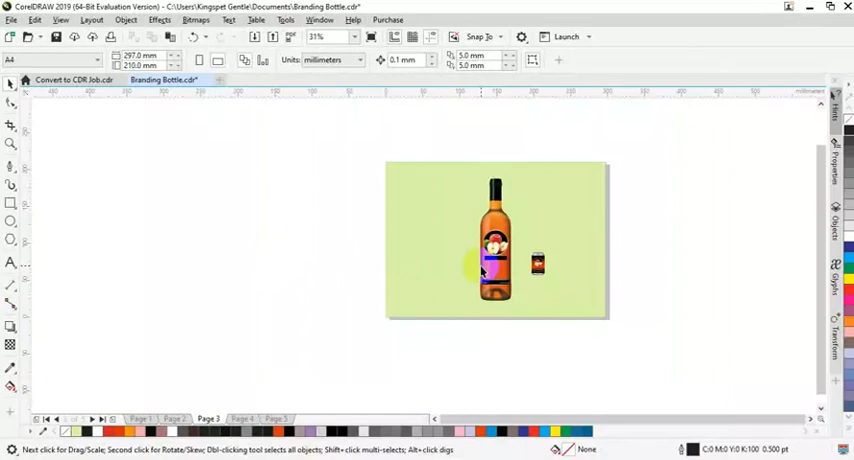 CorelDRAW 2019 (64-Bit Evaluation Version) - C:\Users\Kingspet Gentle\Documents\Branding Bottle.cdr*
File Edit View Layout Object Effects Bitmaps Text Table Tools Window Help Purchase
31% Snap To Launch
A4 297.0 mm 210.0 mm Units: millimeters 0.1 mm 5.0 mm 5.0 mm
Convert to CDR Job.cdr Branding Bottle.cdr*
millimeters
Hints
Properties
Objects
Glyphs
Transform
Page 1 Page 2 Page 3 Page 4 Page 5
Next click for Drag/Scale; Second click for Rotate/Skew; Dbl-clicking tool selects all objects; Shift+click multi-selects; Alt+click digs None C:0 M:0 Y:0 K:100 0.500 pt